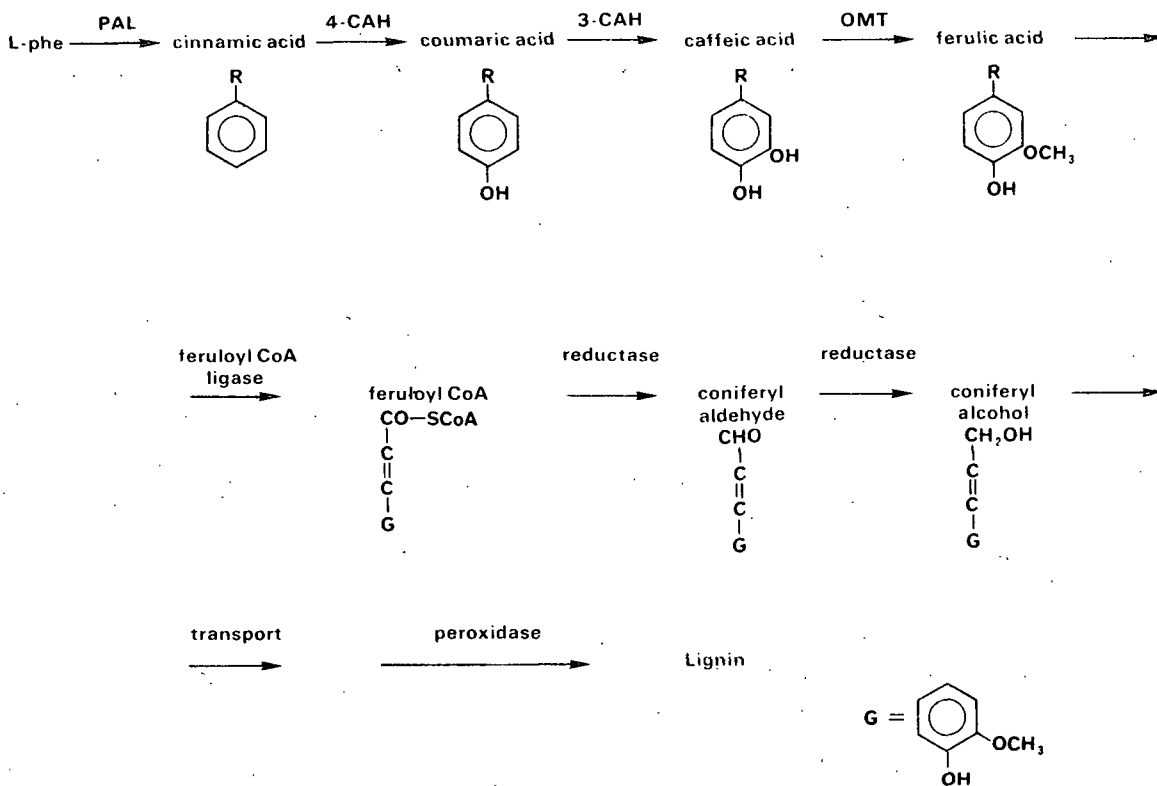 PAL 4-CAH 3-CAH OMT
L-phe cinnamic acid coumaric acid caffeic acid ferulic acid
R R R R
OH OCH3
OH OH OH
feruloyl CoA reductase reductase
ligase
feruloyl CoA coniferyl coniferyl
aldehyde alcohol
CO—SCoA CHO CH2OH
C C C
C C C
G G G
transport peroxidase
Lignin
G =
OCH3
OH